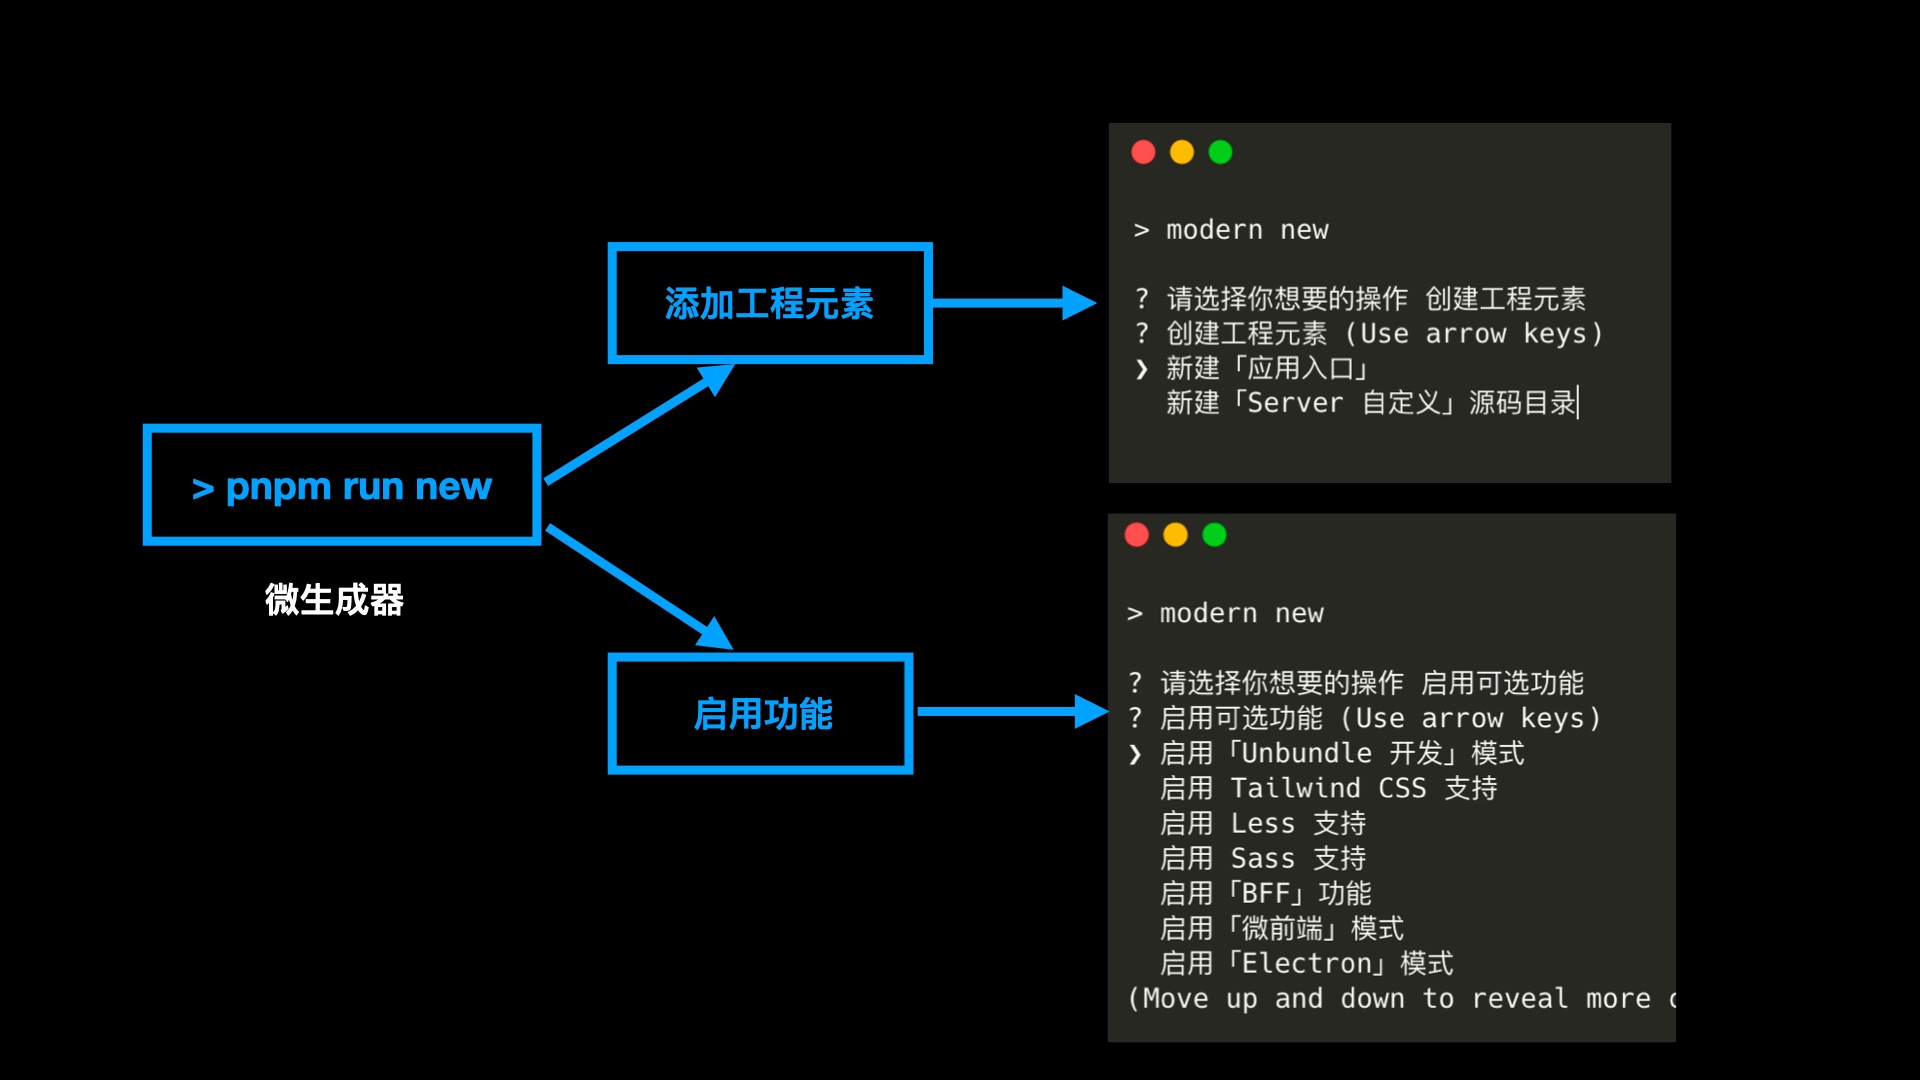 > pnpm run new
微生成器
添加工程元素
启用功能
> modern new
? 请选择你想要的操作 创建工程元素
? 创建工程元素 (Use arrow keys)
❯ 新建「应用入口」
新建「Server 自定义」源码目录
> modern new
? 请选择你想要的操作 启用可选功能
? 启用可选功能 (Use arrow keys)
❯ 启用「Unbundle 开发」模式
启用 Tailwind CSS 支持
启用 Less 支持
启用 Sass 支持
启用「BFF」功能
启用「微前端」模式
启用「Electron」模式
(Move up and down to reveal more